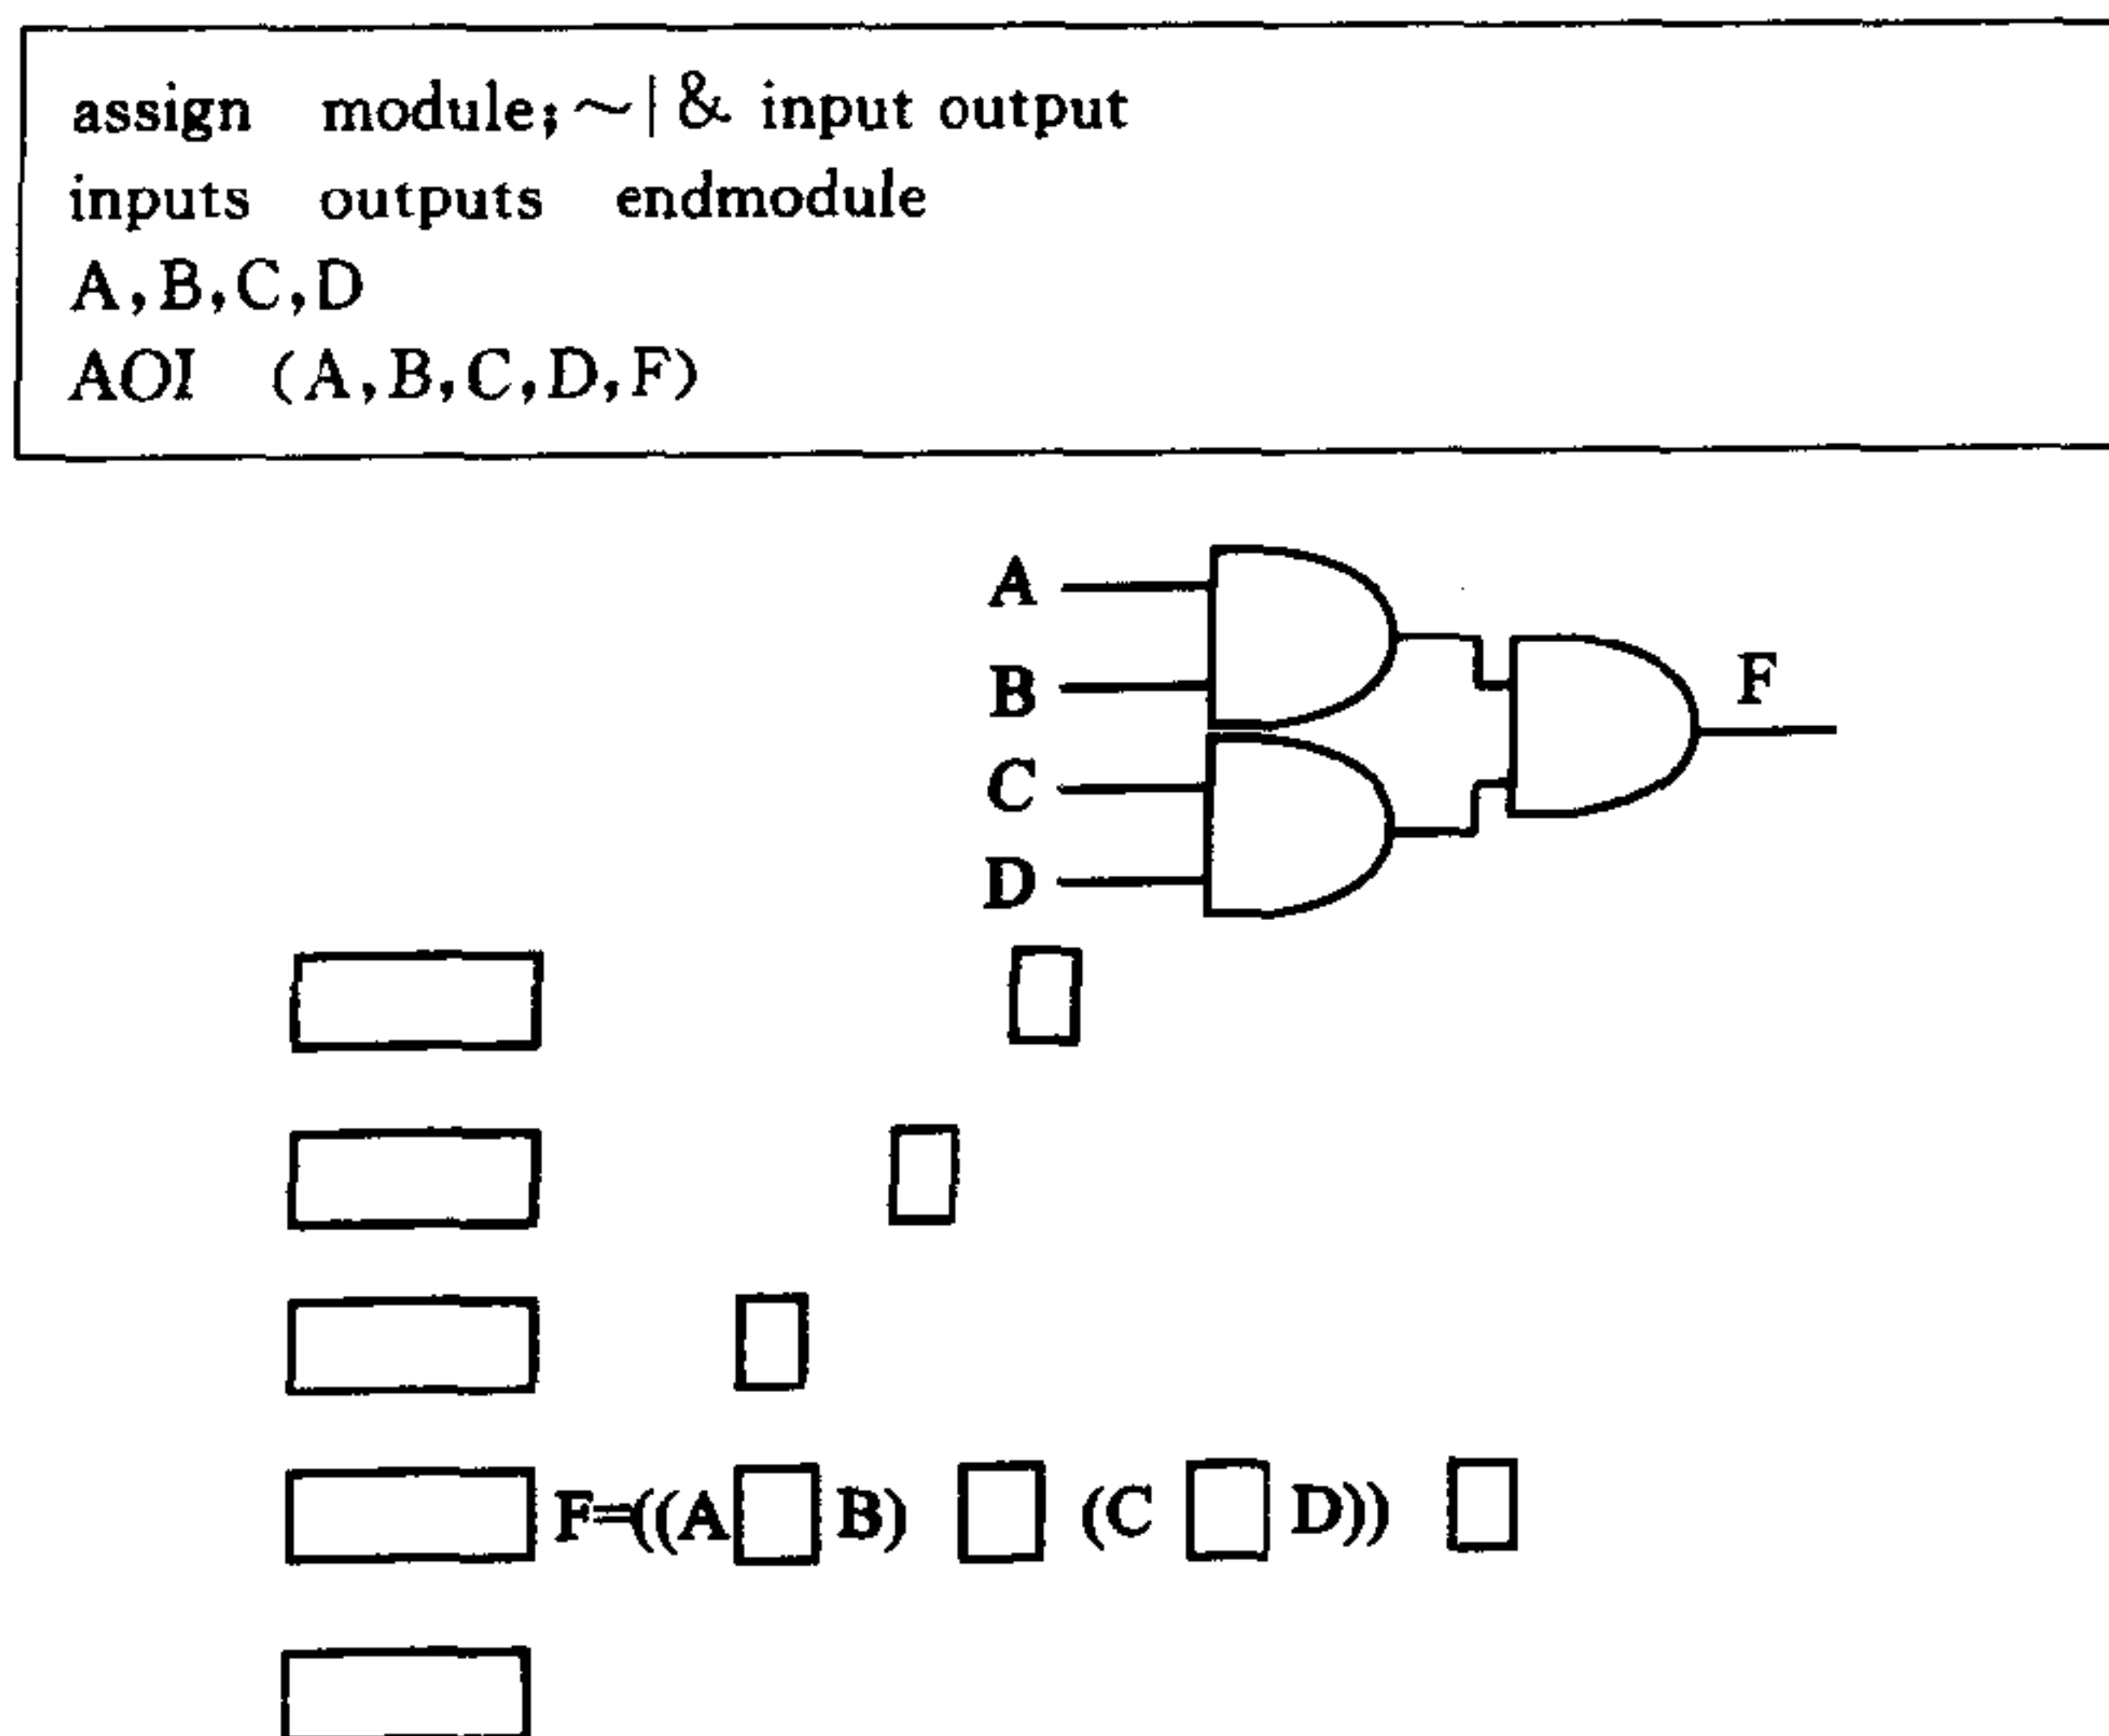 assign module;~|& input output
inputs outputs endmodule
A,B,C,D
AOI (A,B,C,D,F)
A
B
F
C
D
F=((A B) (C D))